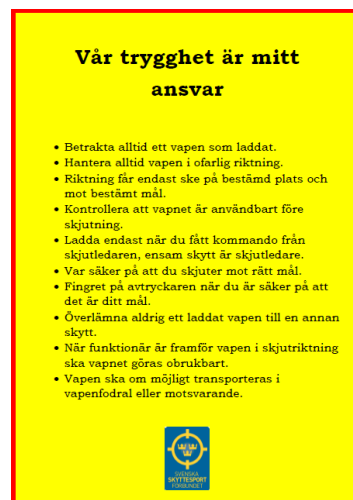 Vår trygghet är mitt
ansvar
• Betrakta alltid ett vapen som laddat.
• Hantera alltid vapen i ofarlig riktning.
• Riktning får endast ske på bestämd plats och
mot bestämt mål.
• Kontrollera att vapnet är användbart före
skjutning.
• Ladda endast när du fått kommando från
skjutledaren, ensam skytt är skjutledare.
• Var säker på att du skjuter mot rätt mål.
• Fingret på avtryckaren när du är säker på att
det är ditt mål.
• Överlämna aldrig ett laddat vapen till en annan
skytt.
• När funktionär är framför vapen i skjutriktning
ska vapnet göras obrukbart.
• Vapen ska om möjligt transporteras i
vapenfodral eller motsvarande.
SVENSKA
SKYTTESPORT
FÖRBUNDET